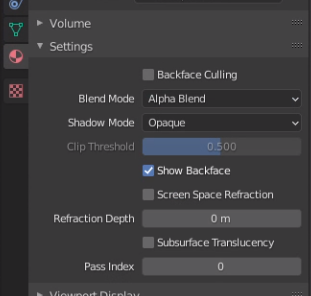 Volume
Settings
Backface Culling
Blend Mode Alpha Blend
Shadow Mode Opaque
Clip Threshold 0.500
Show Backface
Screen Space Refraction
Refraction Depth 0 m
Subsurface Translucency
Pass Index 0
Viewport Display